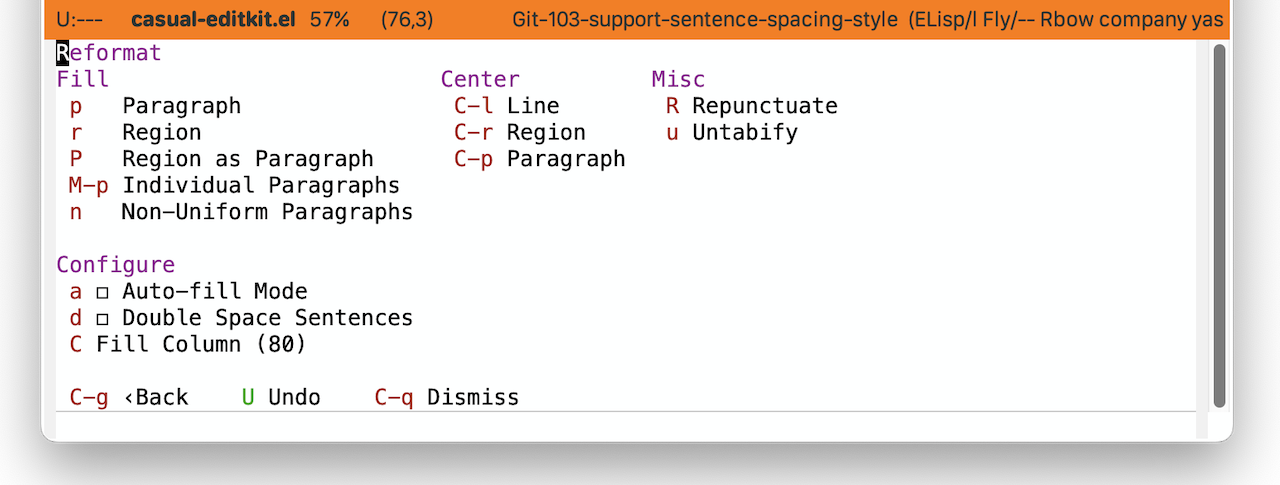 U:--- casual-editkit.el 57% (76,3) Git-103-support-sentence-spacing-style (ELisp/l Fly/-- Rbow company yas
Reformat
Fill Center Misc
p Paragraph C-l Line R Repunctuate
r Region C-r Region u Untabify
P Region as Paragraph C-p Paragraph
M-p Individual Paragraphs
n Non-Uniform Paragraphs
Configure
a □ Auto-fill Mode
d □ Double Space Sentences
C Fill Column (80)
C-g ‹Back U Undo C-q Dismiss